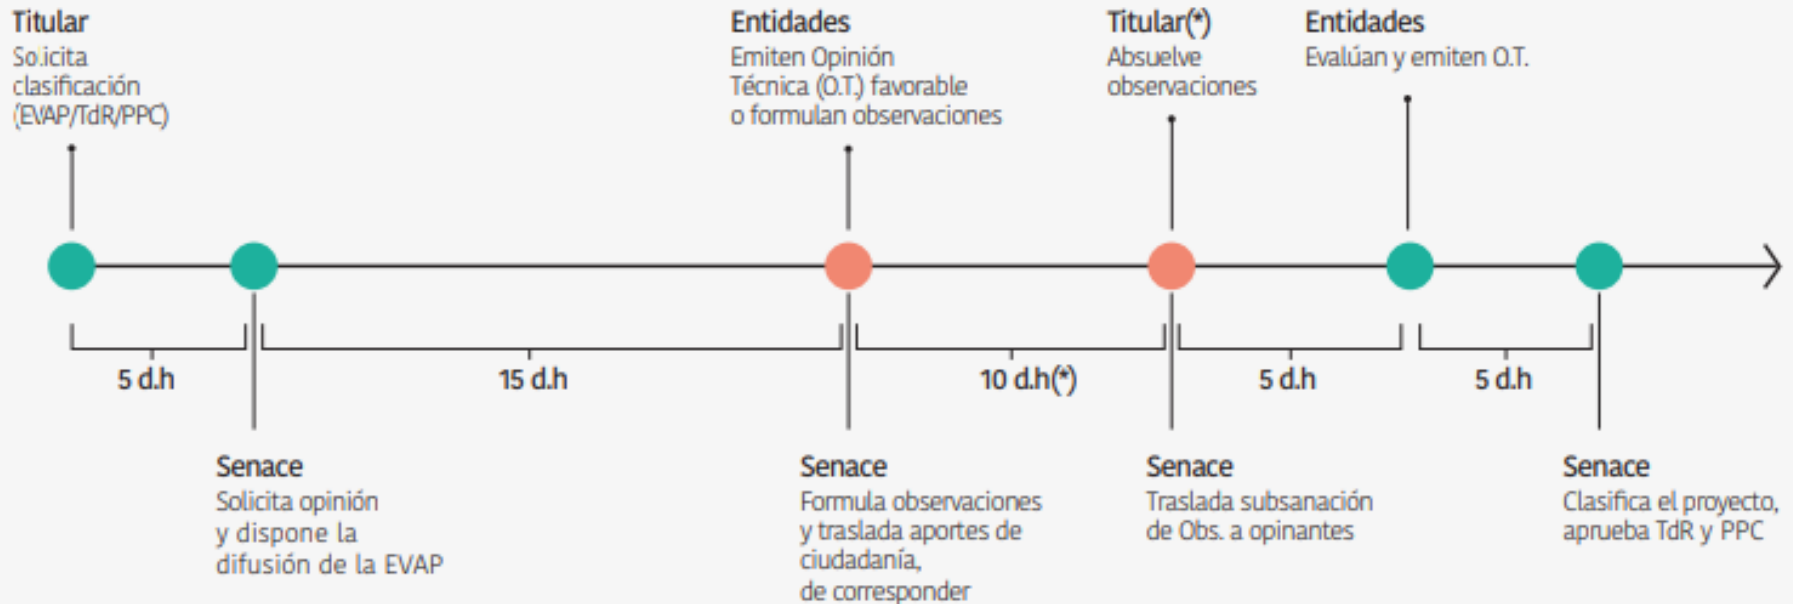 Titular
Solicita
clasificación
(EVAP/TdR/PPC)
Entidades
Emiten Opinión
Técnica (O.T.) favorable
o formulan observaciones
Titular(*)
Absuelve
observaciones
Entidades
Evalúan y emiten O.T.
5 d.h
15 d.h
10 d.h(*)
5 d.h
5 d.h
Senace
Solicita opinión
y dispone la
difusión de la EVAP
Senace
Formula observaciones
y traslada aportes de
ciudadanía,
de corresponder
Senace
Traslada subsanación
de Obs. a opinantes
Senace
Clasifica el proyecto,
aprueba TdR y PPC